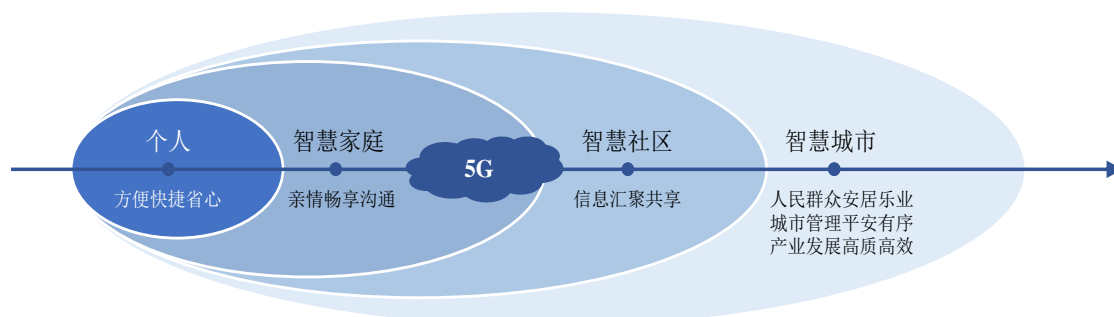 个人
方便快捷省心
智慧家庭
亲情畅享沟通
5G
智慧社区
信息汇聚共享
智慧城市
人民群众安居乐业
城市管理平安有序
产业发展高质高效